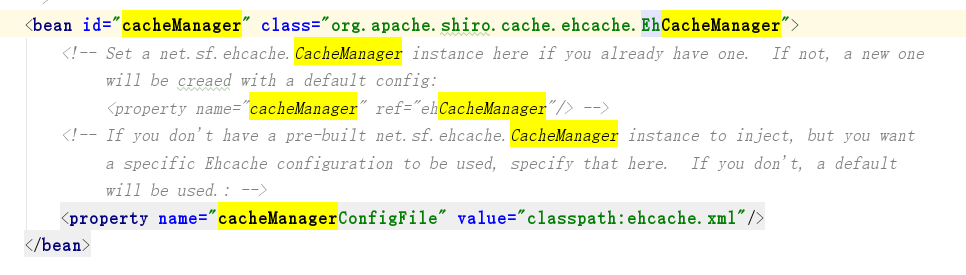 <bean id="cacheManager" class="org.apache.shiro.cache.ehcache.EhCacheManager">
<!-- Set a net.sf.ehcache.CacheManager instance here if you already have one.  If not, a new one
will be creaed with a default config:
<property name="cacheManager" ref="ehCacheManager"/> -->
<!-- If you don't have a pre-built net.sf.ehcache.CacheManager instance to inject, but you want
a specific Ehcache configuration to be used, specify that here.  If you don't, a default
will be used.: -->
<property name="cacheManagerConfigFile" value="classpath:ehcache.xml"/>
</bean>